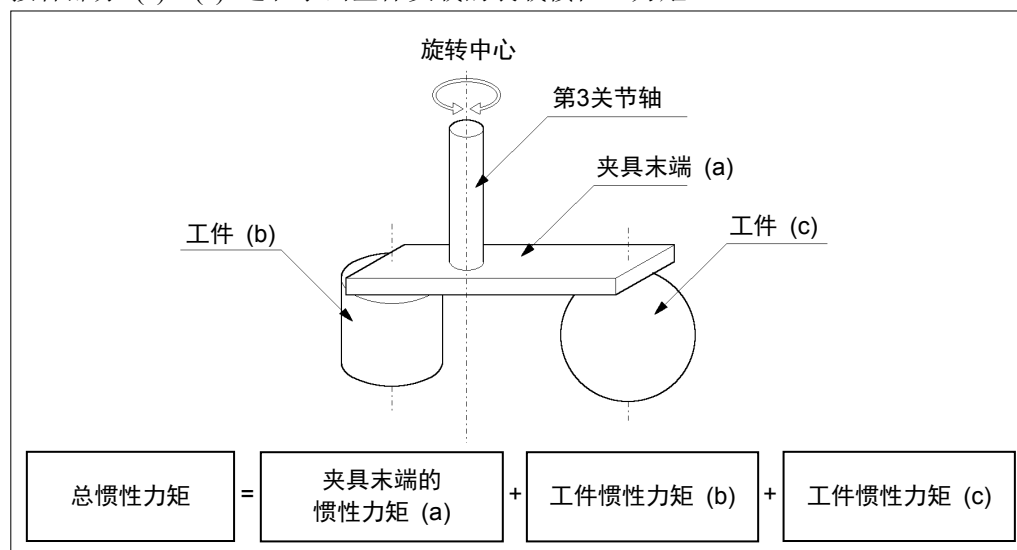 旋转中心
第3关节轴
夹具末端 (a)
工件 (b)
工件 (c)
总惯性力矩 = 夹具末端的惯性力矩 (a) + 工件惯性力矩 (b) + 工件惯性力矩 (c)